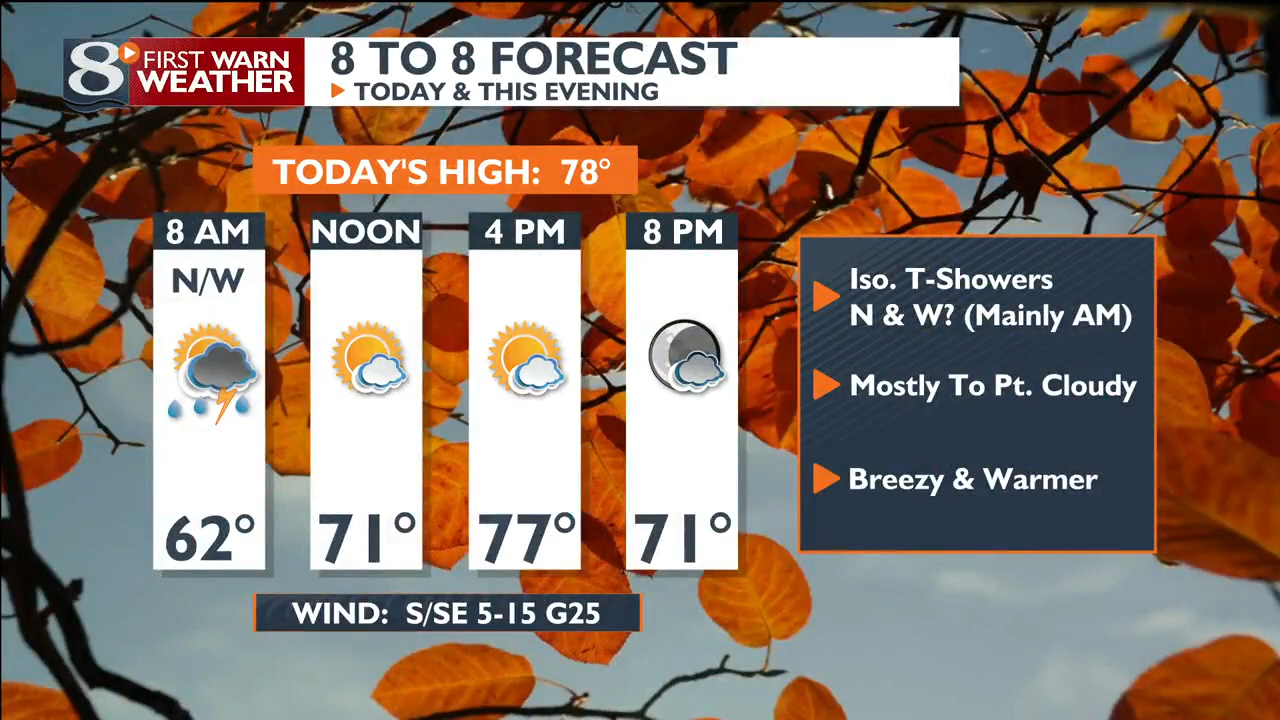 8 FIRST WARN
WEATHER
8 TO 8 FORECAST
TODAY & THIS EVENING
TODAY'S HIGH: 78°
8 AM NOON 4 PM 8 PM
N/W
62° 71° 77° 71°
WIND: S/SE 5-15 G25
Iso. T-Showers
N & W? (Mainly AM)
Mostly To Pt. Cloudy
Breezy & Warmer